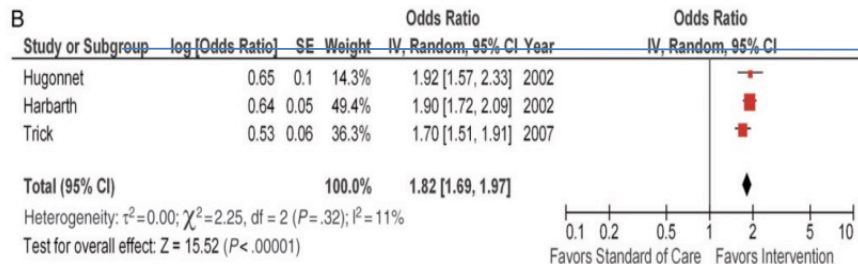 B
Odds Ratio Odds Ratio
Study or Subgroup log [Odds Ratio] SE Weight IV, Random, 95% CI Year IV, Random, 95% CI
Hugonnet 0.65 0.1 14.3% 1.92 [1.57, 2.33] 2002
Harbarth 0.64 0.05 49.4% 1.90 [1.72, 2.09] 2002
Trick 0.53 0.06 36.3% 1.70 [1.51, 1.91] 2007
Total (95% CI) 100.0% 1.82 [1.69, 1.97]
Heterogeneity: τ²=0.00; χ²=2.25, df = 2 (P=.32); I²=11%
Test for overall effect: Z = 15.52 (P<.00001)
0.1 0.2 0.5 1 2 5 10
Favors Standard of Care Favors Intervention